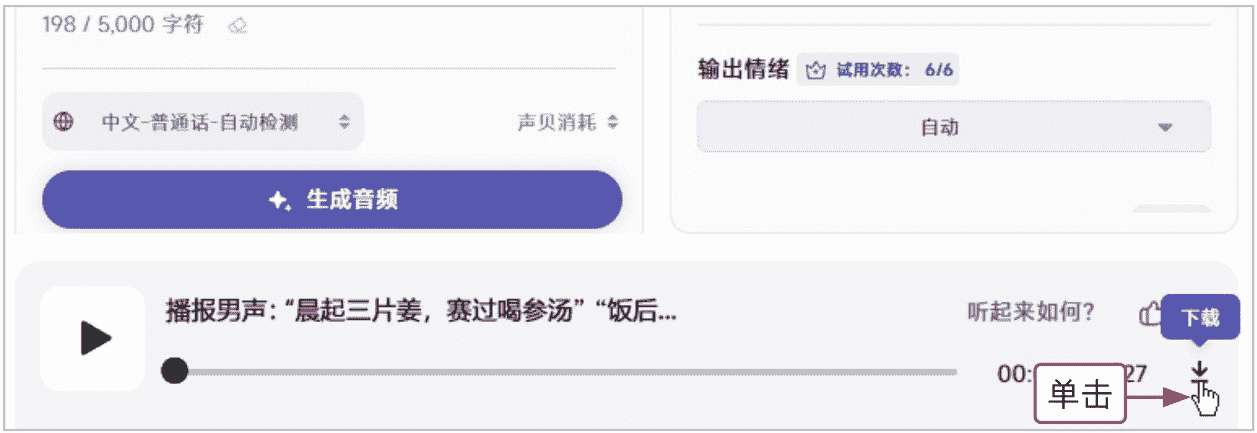 198 / 5,000 字符
输出情绪 试用次数： 6/6
中文-普通话-自动检测
声贝消耗
自动
生成音频
播报男声：“晨起三片姜，赛过喝参汤”“饭后...
听起来如何？
下载
00: 27
单击